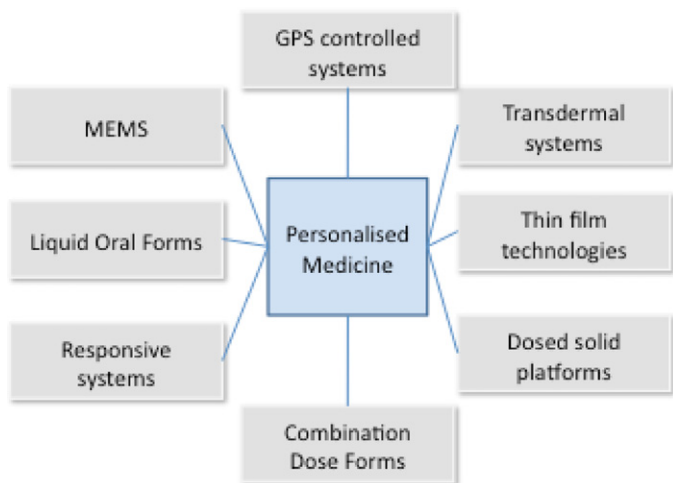 GPS controlled
systems
MEMS
Transdermal
systems
Liquid Oral Forms
Personalised
Medicine
Thin film
technologies
Responsive
systems
Dosed solid
platforms
Combination
Dose Forms